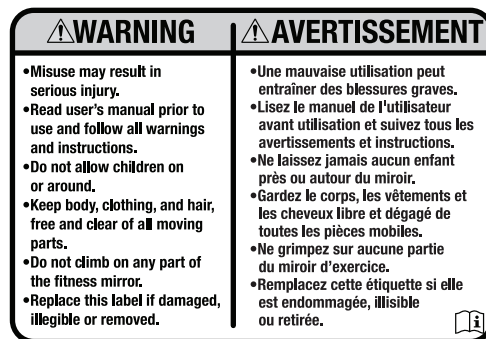 ⚠WARNING
•Misuse may result in
serious injury.
•Read user's manual prior to
use and follow all warnings
and instructions.
•Do not allow children on
or around.
•Keep body, clothing, and hair,
free and clear of all moving
parts.
•Do not climb on any part of
the fitness mirror.
•Replace this label if damaged,
illegible or removed.
⚠AVERTISSEMENT
•Une mauvaise utilisation peut
entraîner des blessures graves.
•Lisez le manuel de l'utilisateur
avant utilisation et suivez tous les
avertissements et instructions.
•Ne laissez jamais aucun enfant
près ou autour du miroir.
•Gardez le corps, les vêtements et
les cheveux libre et dégagé de
toutes les pièces mobiles.
•Ne grimpez sur aucune partie
du miroir d'exercice.
•Remplacez cette étiquette si elle
est endommagée, illisible
ou retirée.